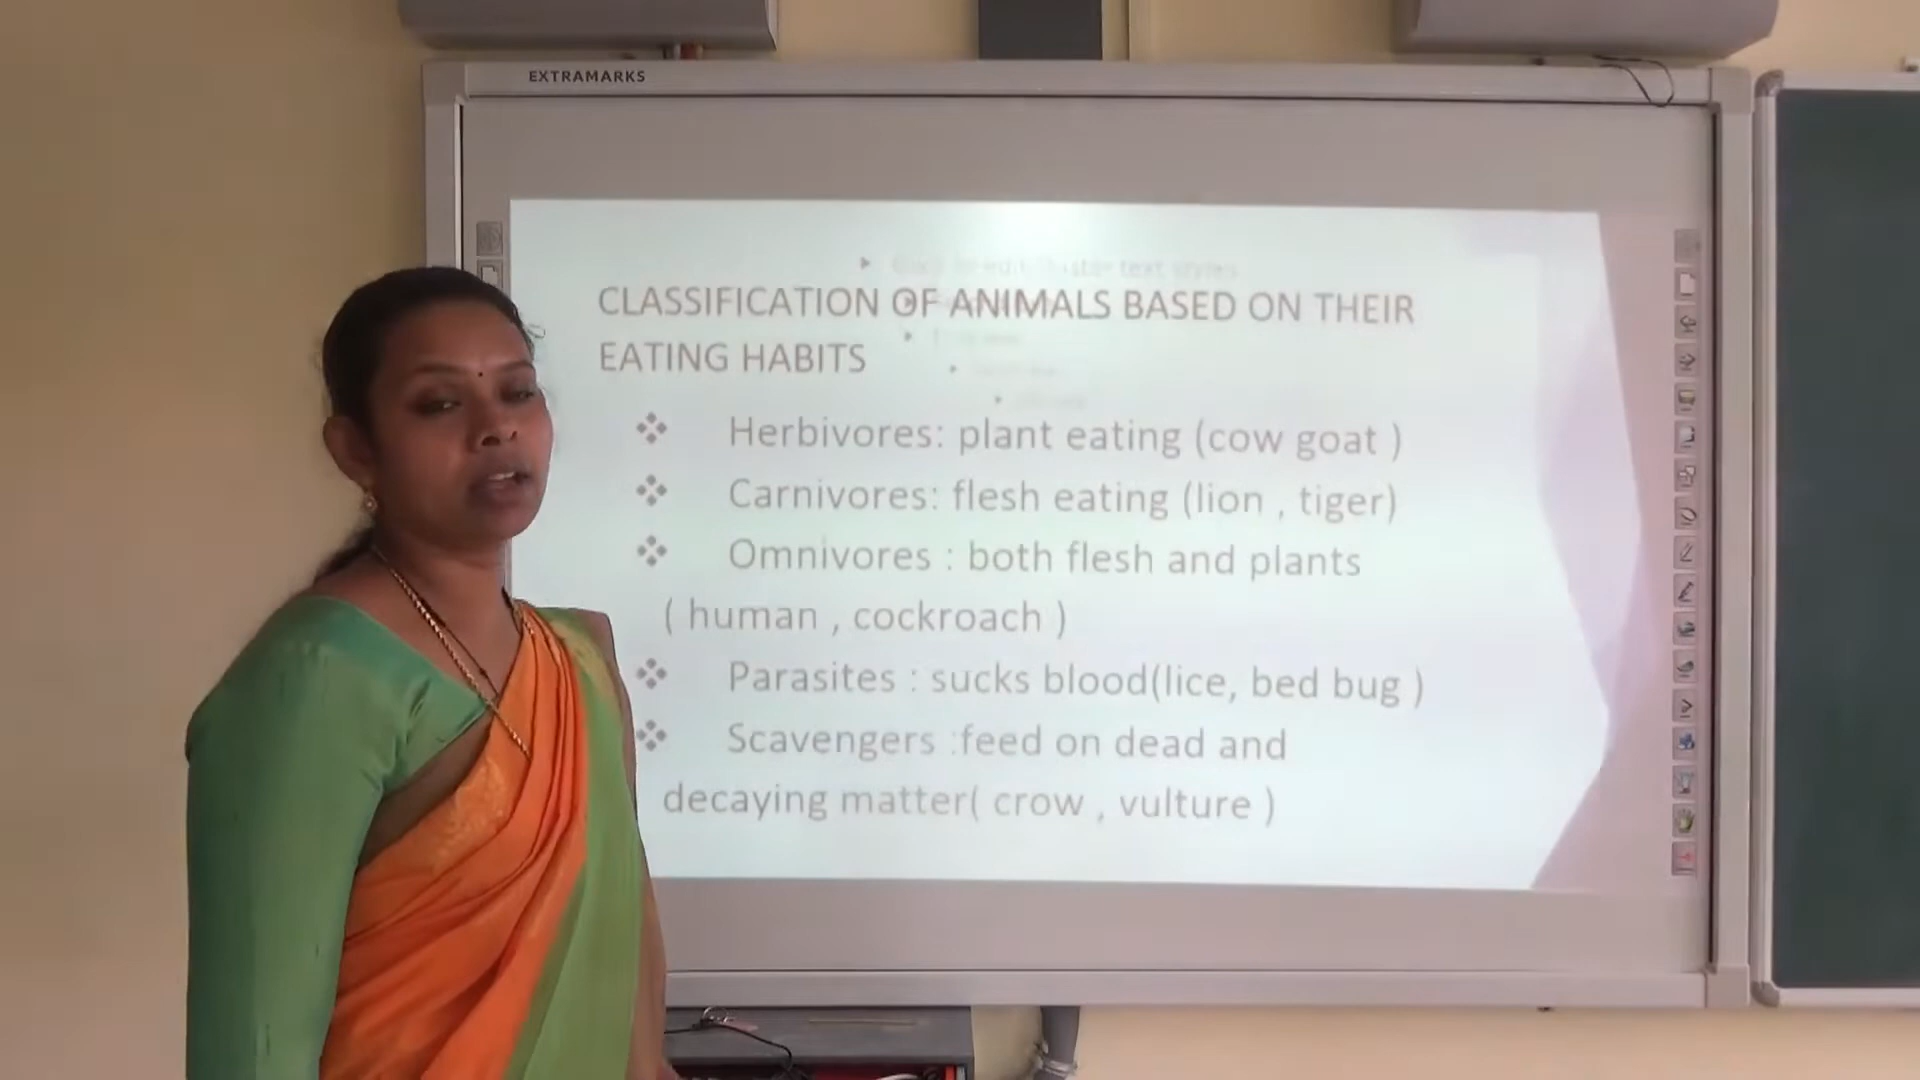 EXTRAMARKS
CLASSIFICATION OF ANIMALS BASED ON THEIR
EATING HABITS
❖ Herbivores: plant eating (cow goat )
❖ Carnivores: flesh eating (lion , tiger)
❖ Omnivores : both flesh and plants
( human , cockroach )
❖ Parasites : sucks blood(lice, bed bug )
❖ Scavengers :feed on dead and
decaying matter( crow , vulture )